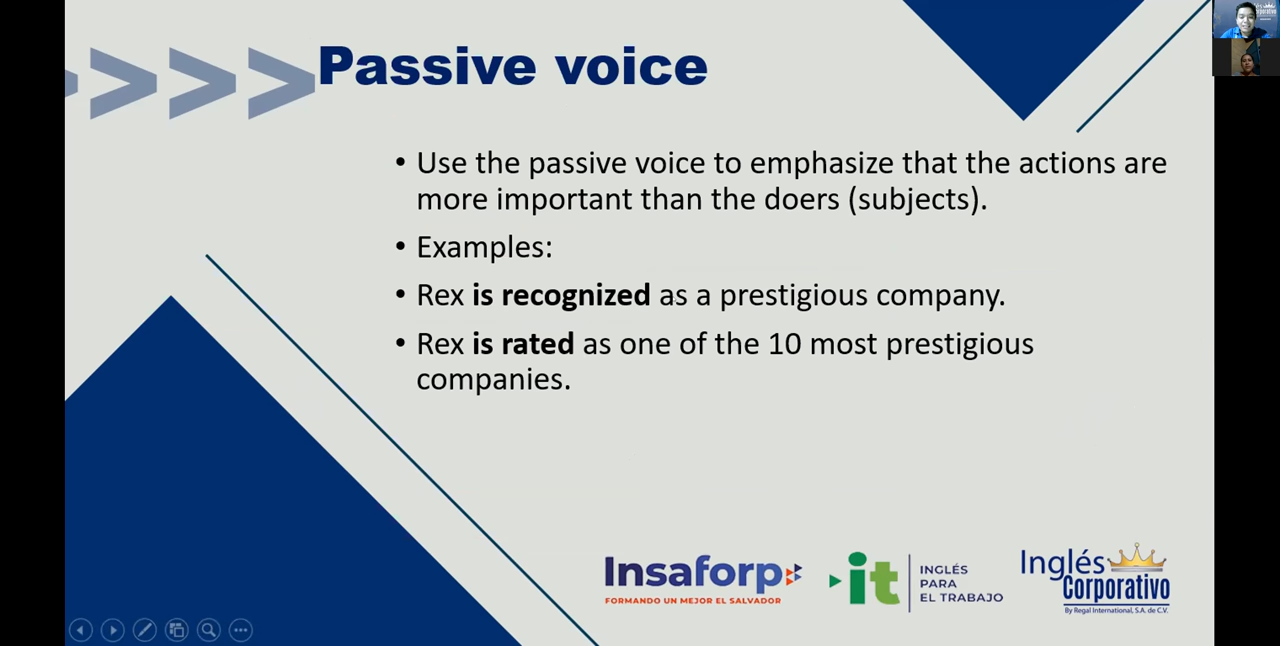 Passive voice
• Use the passive voice to emphasize that the actions are
more important than the doers (subjects).
• Examples:
• Rex is recognized as a prestigious company.
• Rex is rated as one of the 10 most prestigious
companies.
Insaforp
FORMANDO UN MEJOR EL SALVADOR
it
INGLÉS
PARA
EL TRABAJO
Inglés
Corporativo
By Regal International, S.A. de C.V.